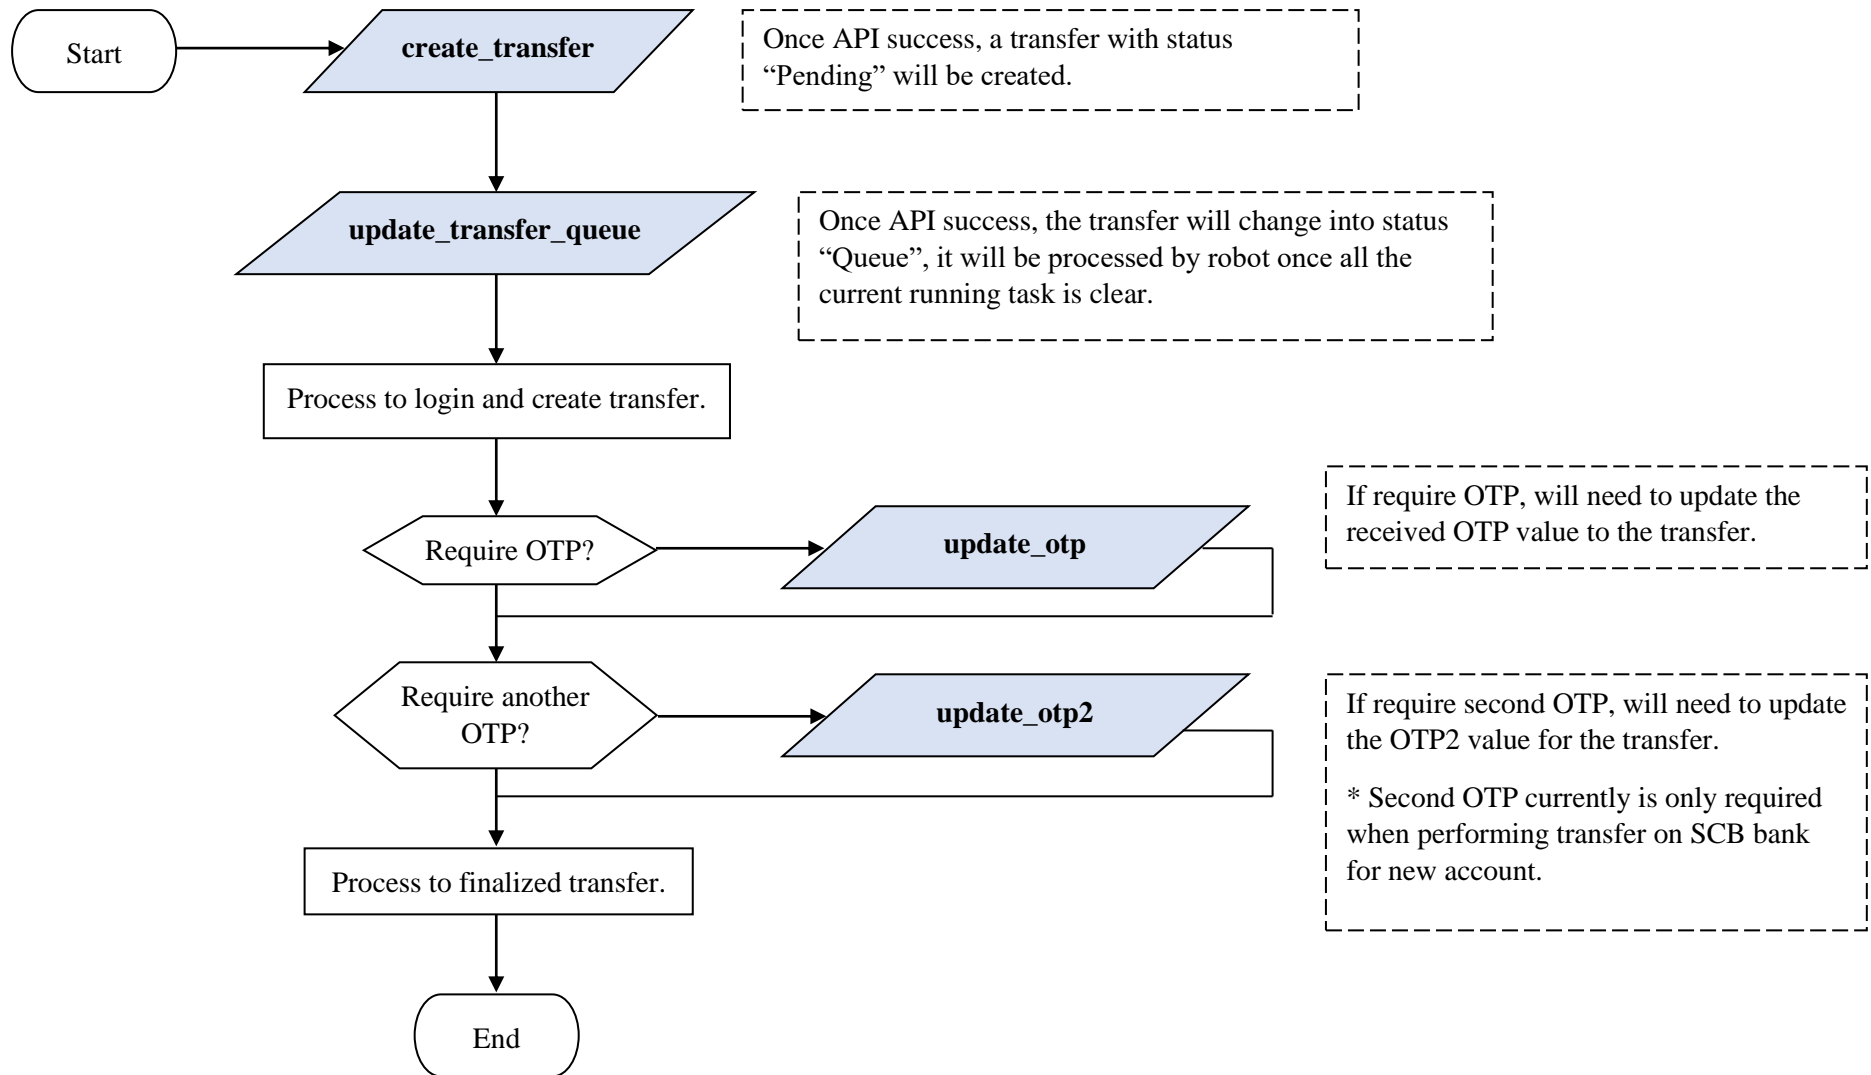 Start
create_transfer
Once API success, a transfer with status
“Pending” will be created.
update_transfer_queue
Once API success, the transfer will change into status
“Queue”, it will be processed by robot once all the
current running task is clear.
Process to login and create transfer.
Require OTP?
update_otp
If require OTP, will need to update the
received OTP value to the transfer.
Require another
OTP?
update_otp2
If require second OTP, will need to update
the OTP2 value for the transfer.
* Second OTP currently is only required
when performing transfer on SCB bank
for new account.
Process to finalized transfer.
End